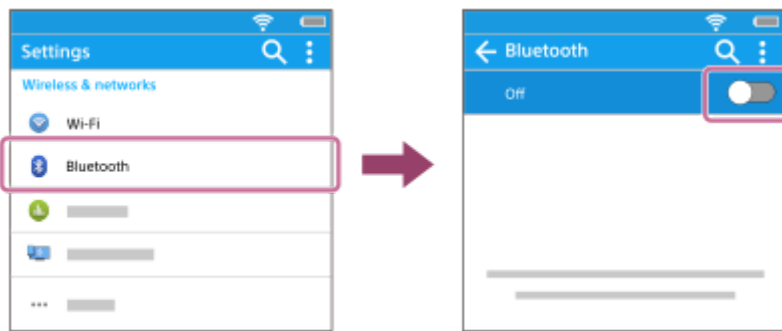 Settings
Wireless & networks
Wi-Fi
Bluetooth
Bluetooth
Off